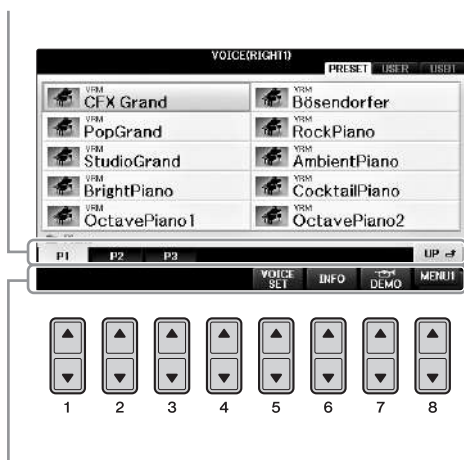 VOICE(RIGHT1)
PRESET USER USB1
VRM
CFX Grand
VRM
Bösendorfer
VRM
PopGrand
VRM
RockPiano
VRM
StudioGrand
VRM
AmbientPiano
VRM
BrightPiano
VRM
CocktailPiano
VRM
OctavePiano1
VRM
OctavePiano2
P1 P2 P3 UP
VOICE SET INFO DEMO MENU1
1 2 3 4 5 6 7 8